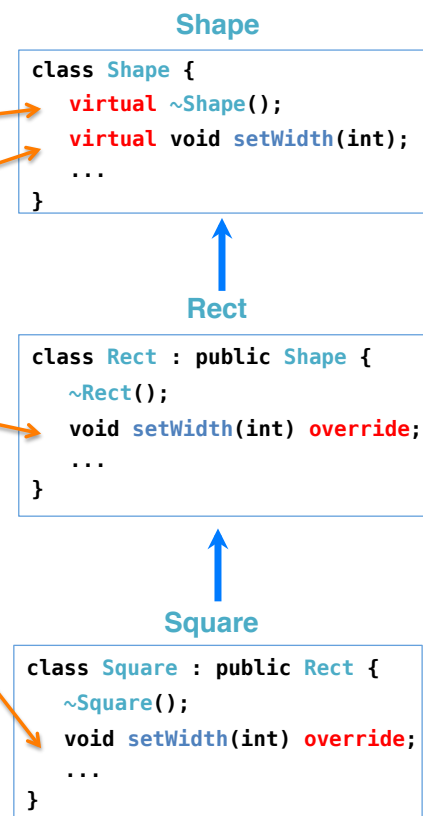 Shape
class Shape {
virtual ~Shape();
virtual void setWidth(int);
...
}
Rect
class Rect : public Shape {
~Rect();
void setWidth(int) override;
...
}
Square
class Square : public Rect {
~Square();
void setWidth(int) override;
...
}